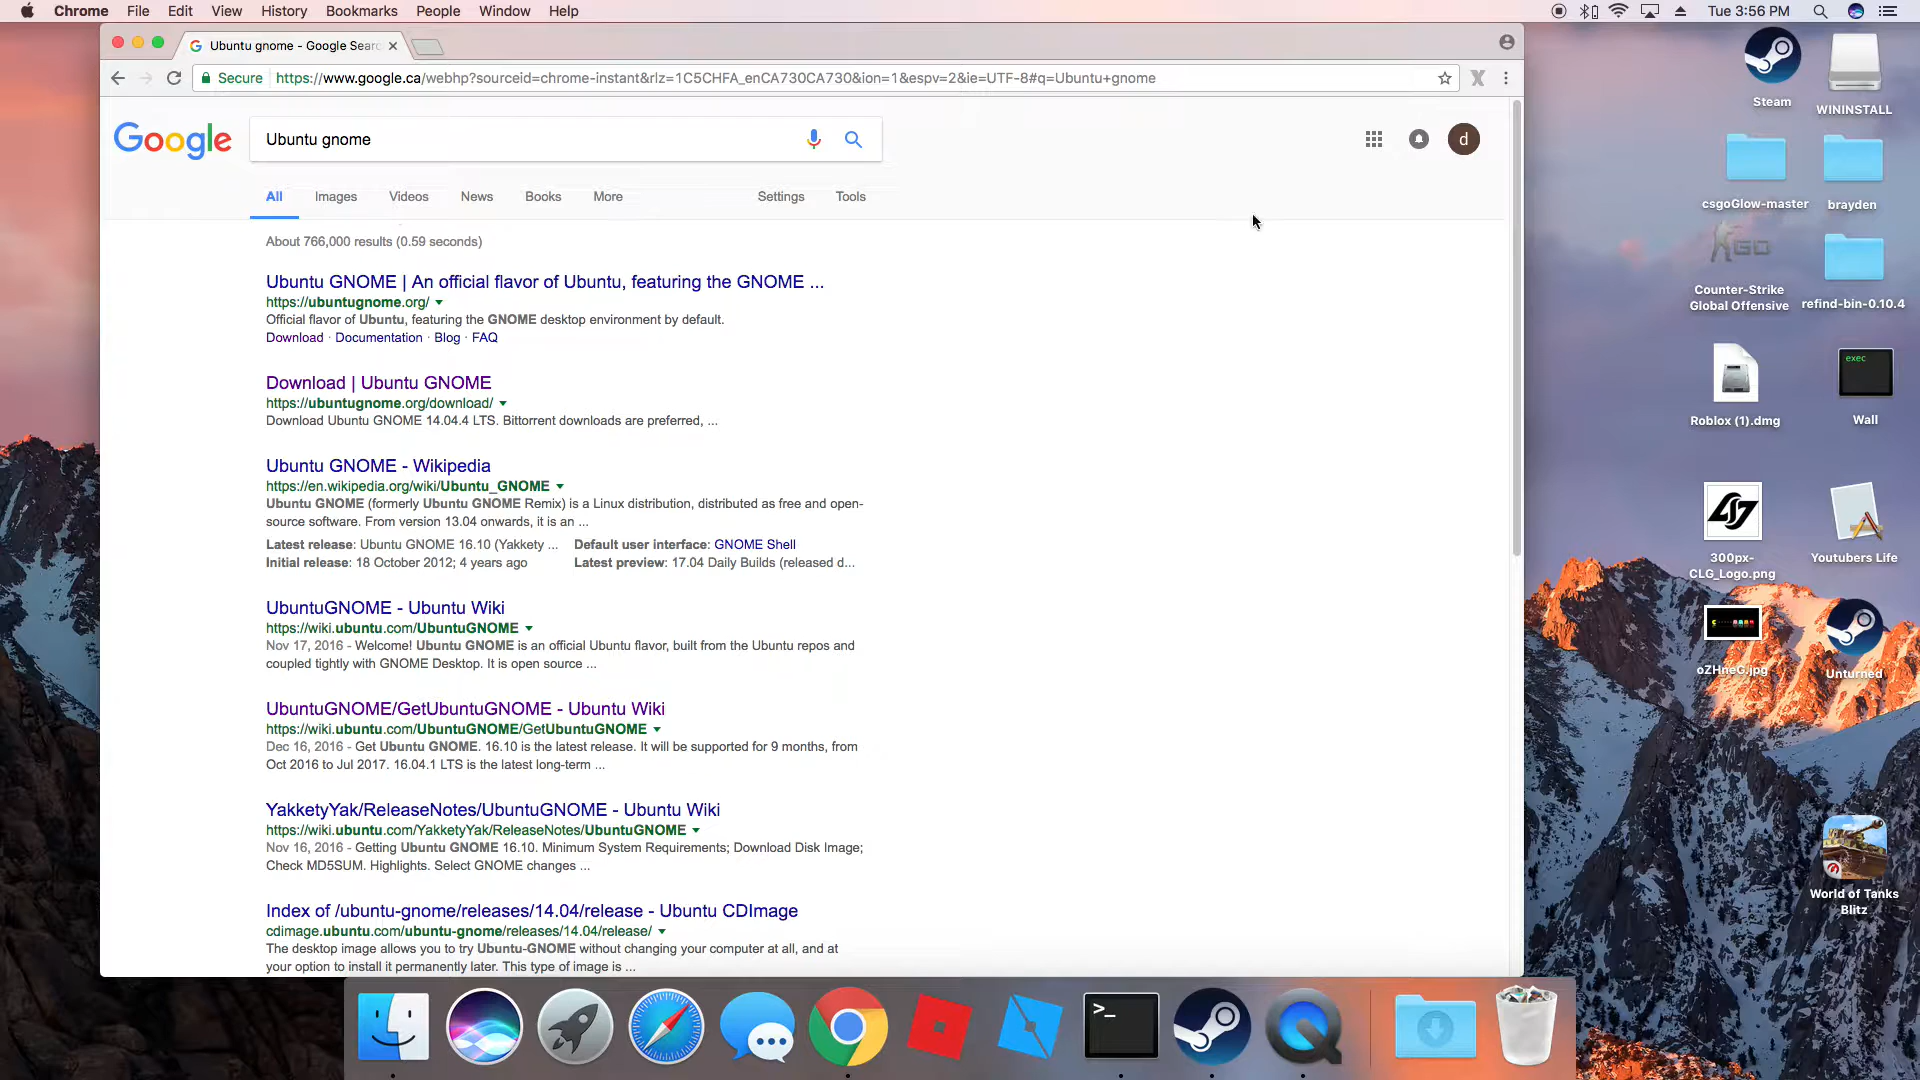 Chrome File Edit View History Bookmarks People Window Help
Tue 3:56 PM
Ubuntu gnome - Google Sear
Secure https://www.google.ca/webhp?sourceid=chrome-instant&rlz=1C5CHFA_enCA730CA730&ion=1&espv=2&ie=UTF-8#q=Ubuntu+gnome
Google
Ubuntu gnome
d
All Images Videos News Books More Settings Tools
About 766,000 results (0.59 seconds)
Ubuntu GNOME | An official flavor of Ubuntu, featuring the GNOME ...
https://ubuntugnome.org/
Official flavor of Ubuntu, featuring the GNOME desktop environment by default.
Download · Documentation · Blog · FAQ
Download | Ubuntu GNOME
https://ubuntugnome.org/download/
Download Ubuntu GNOME 14.04.4 LTS. Bittorrent downloads are preferred, ...
Ubuntu GNOME - Wikipedia
https://en.wikipedia.org/wiki/Ubuntu_GNOME
Ubuntu GNOME (formerly Ubuntu GNOME Remix) is a Linux distribution, distributed as free and open-
source software. From version 13.04 onwards, it is an ...
Latest release: Ubuntu GNOME 16.10 (Yakkety ... Default user interface: GNOME Shell
Initial release: 18 October 2012; 4 years ago Latest preview: 17.04 Daily Builds (released d...
UbuntuGNOME - Ubuntu Wiki
https://wiki.ubuntu.com/UbuntuGNOME
Nov 17, 2016 - Welcome! Ubuntu GNOME is an official Ubuntu flavor, built from the Ubuntu repos and
coupled tightly with GNOME Desktop. It is open source ...
UbuntuGNOME/GetUbuntuGNOME - Ubuntu Wiki
https://wiki.ubuntu.com/UbuntuGNOME/GetUbuntuGNOME
Dec 16, 2016 - Get Ubuntu GNOME. 16.10 is the latest release. It will be supported for 9 months, from
Oct 2016 to Jul 2017. 16.04.1 LTS is the latest long-term ...
YakketyYak/ReleaseNotes/UbuntuGNOME - Ubuntu Wiki
https://wiki.ubuntu.com/YakketyYak/ReleaseNotes/UbuntuGNOME
Nov 16, 2016 - Getting Ubuntu GNOME 16.10. Minimum System Requirements; Download Disk Image;
Check MD5SUM. Highlights. Select GNOME changes ...
Index of /ubuntu-gnome/releases/14.04/release - Ubuntu CDImage
cdimage.ubuntu.com/ubuntu-gnome/releases/14.04/release/
The desktop image allows you to try Ubuntu-GNOME without changing your computer at all, and at
your option to install it permanently later. This type of image is ...
Steam
WININSTALL
csgoGlow-master
brayden
GO
Counter-Strike
Global Offensive
refind-bin-0.10.4
Roblox (1).dmg
exec
Wall
300px-
CLG_Logo.png
Youtubers Life
oZHneG.jpg
Unturned
World of Tanks
Blitz
>_